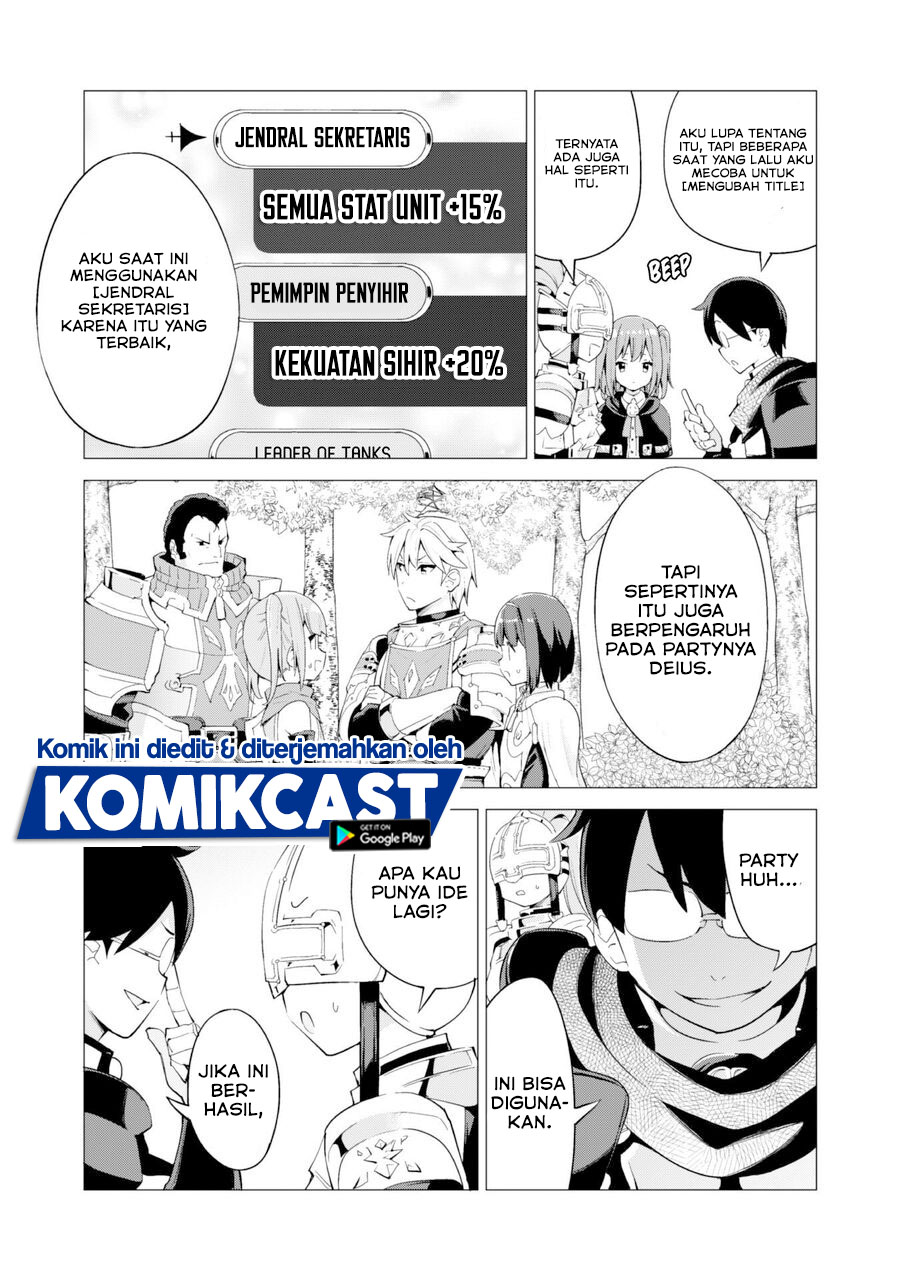 AKU LUPA TENTANG
ITU, TAPI BEBERAPA
SAAT YANG LALU AKU
MECOBA UNTUK
[MENGUBAH TITLE]
TERNYATA
ADA JUGA
HAL SEPERTI
ITU.
BEEP
JENDRAL SEKRETARIS
SEMUA STAT UNIT +15%
PEMIMPIN PENYIHIR
KEKUATAN SIHIR +20%
LEADER OF TANKS
AKU SAAT INI
MENGGUNAKAN
[JENDRAL
SEKRETARIS]
KARENA ITU YANG
TERBAIK,
TAPI
SEPERTINYA
ITU JUGA
BERPENGARUH
PADA PARTYNYA
DEIUS.
Komik ini diedit & diterjemahkan oleh
KOMIKCAST
GET IT ON
Google Play
PARTY
HUH...
INI BISA
DIGUNA-
KAN.
APA KAU
PUNYA IDE
LAGI?
JIKA INI
BER-
HASIL,